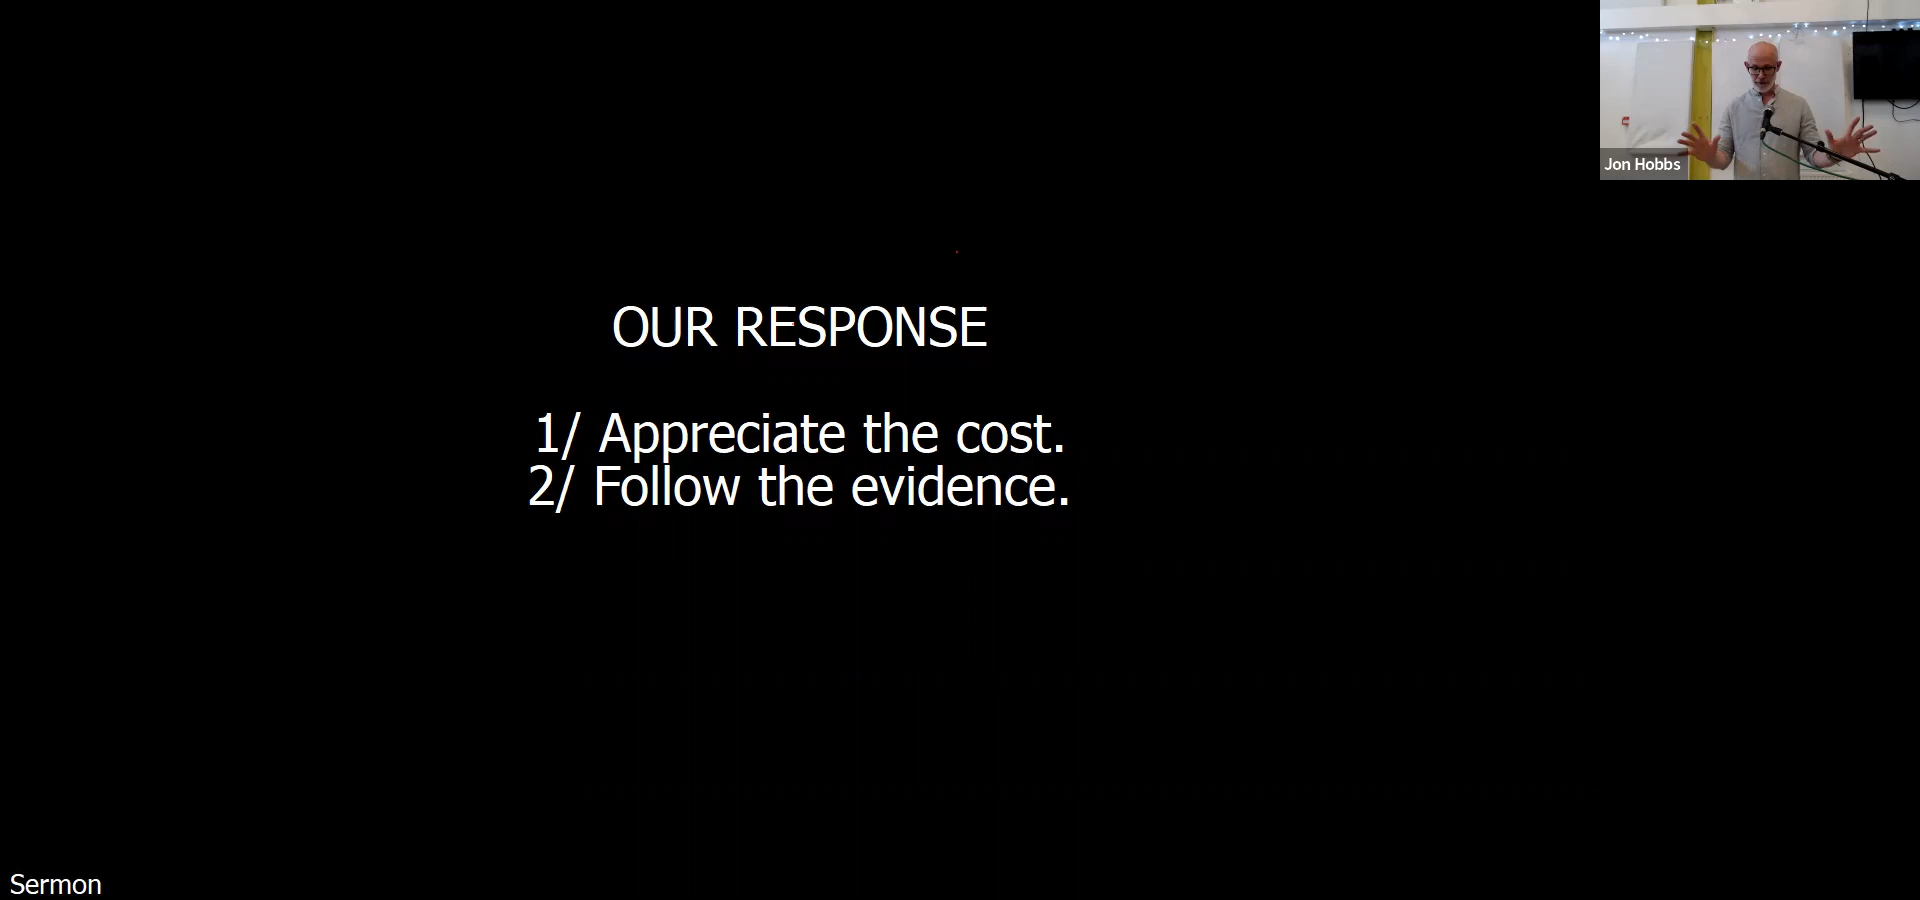 Jon Hobbs
OUR RESPONSE
1/ Appreciate the cost.
2/ Follow the evidence.
Sermon